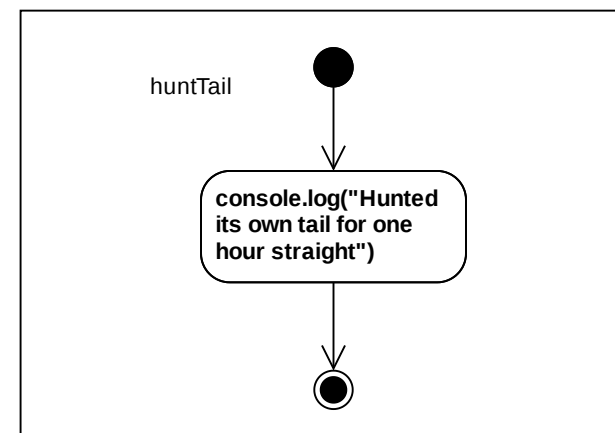 huntTail
console.log("Hunted
its own tail for one
hour straight")